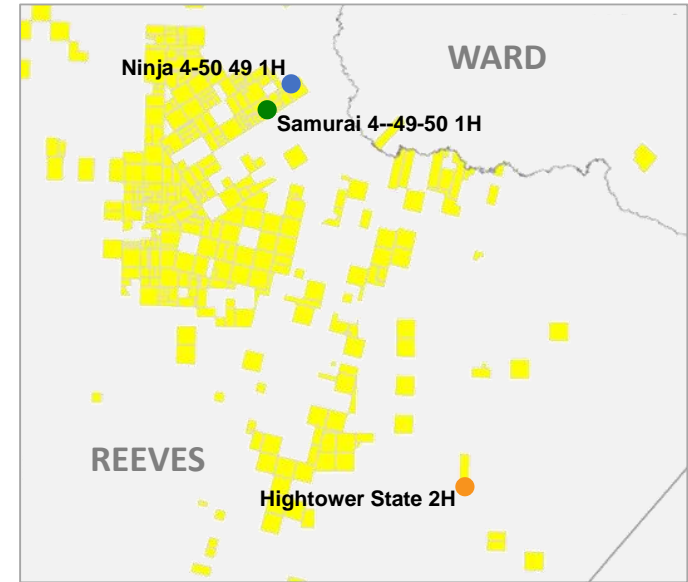 WARD
Ninja 4-50 49 1H
Samurai 4--49-50 1H
REEVES
Hightower State 2H